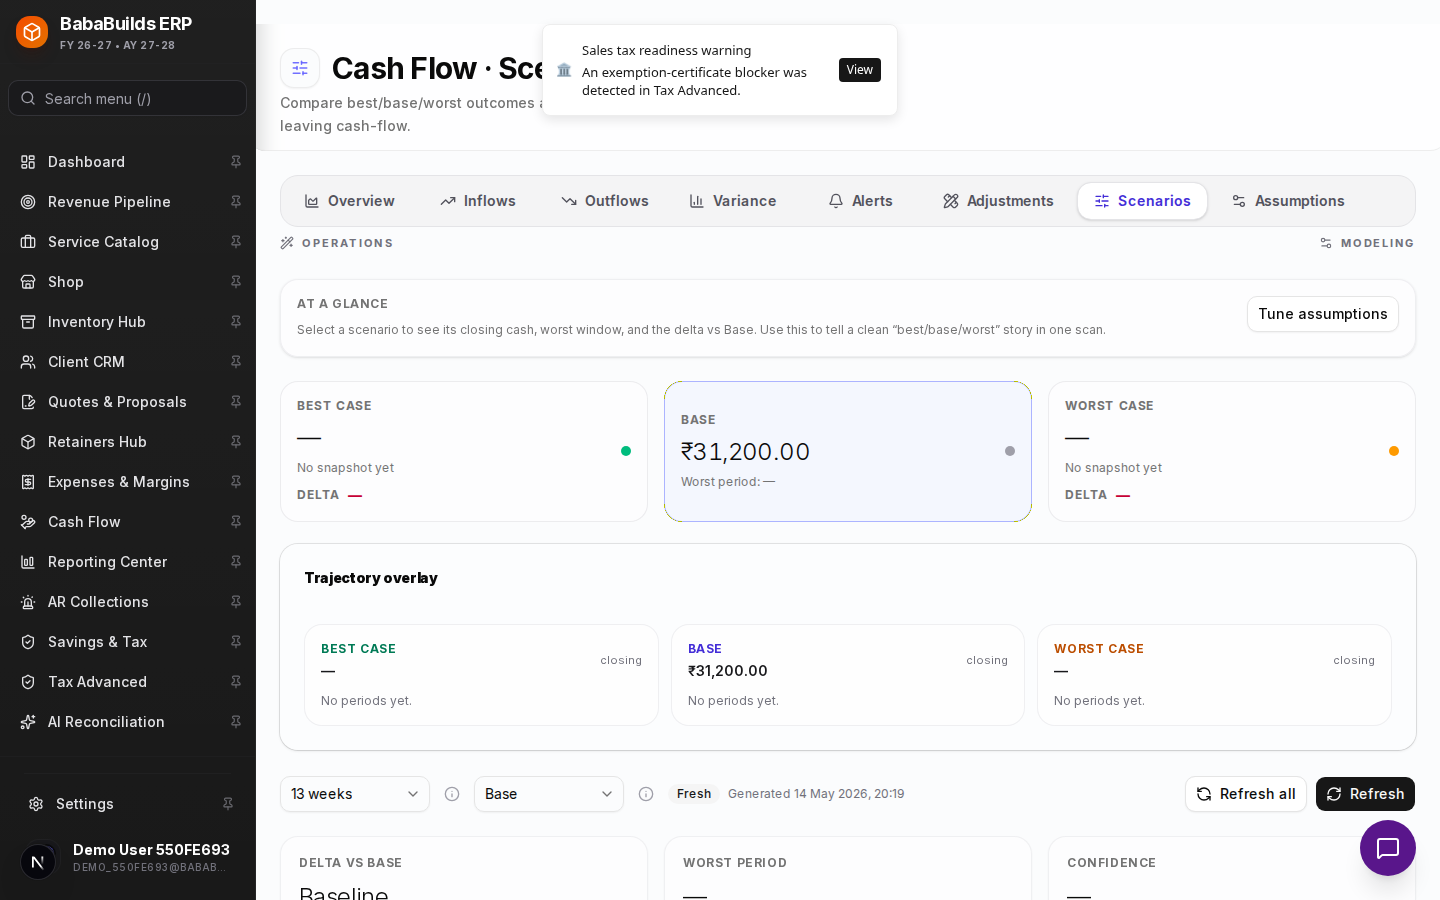 BabaBuilds ERP
FY 26-27 • AY 27-28
Search menu (/)
Dashboard
Revenue Pipeline
Service Catalog
Shop
Inventory Hub
Client CRM
Quotes & Proposals
Retainers Hub
Expenses & Margins
Cash Flow
Reporting Center
AR Collections
Savings & Tax
Tax Advanced
AI Reconciliation
Settings
Demo User 550FE693
DEMO_550FE693@BABAB...
Cash Flow · Sce
Compare best/base/worst outcomes
leaving cash-flow.
Sales tax readiness warning
An exemption-certificate blocker was
detected in Tax Advanced.
View
Overview
Inflows
Outflows
Variance
Alerts
Adjustments
Scenarios
Assumptions
OPERATIONS
MODELING
AT A GLANCE
Select a scenario to see its closing cash, worst window, and the delta vs Base. Use this to tell a clean “best/base/worst” story in one scan.
Tune assumptions
BEST CASE
—
No snapshot yet
DELTA —
BASE
₹31,200.00
Worst period: —
WORST CASE
—
No snapshot yet
DELTA —
Trajectory overlay
BEST CASE
—
closing
No periods yet.
BASE
₹31,200.00
closing
No periods yet.
WORST CASE
—
closing
No periods yet.
13 weeks
Base
Fresh
Generated 14 May 2026, 20:19
Refresh all
Refresh
DELTA VS BASE
Baseline
WORST PERIOD
—
CONFIDENCE
—